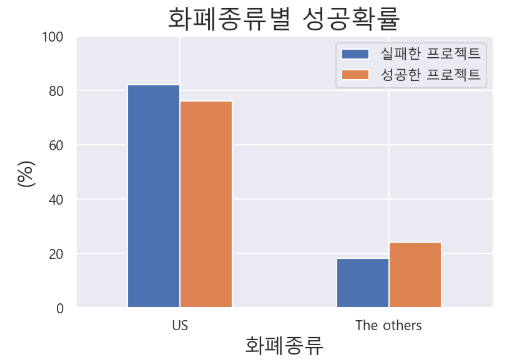 화폐종류별 성공확률
100
80
60
40
20
0
(%)
실패한 프로젝트
성공한 프로젝트
US
The others
화폐종류